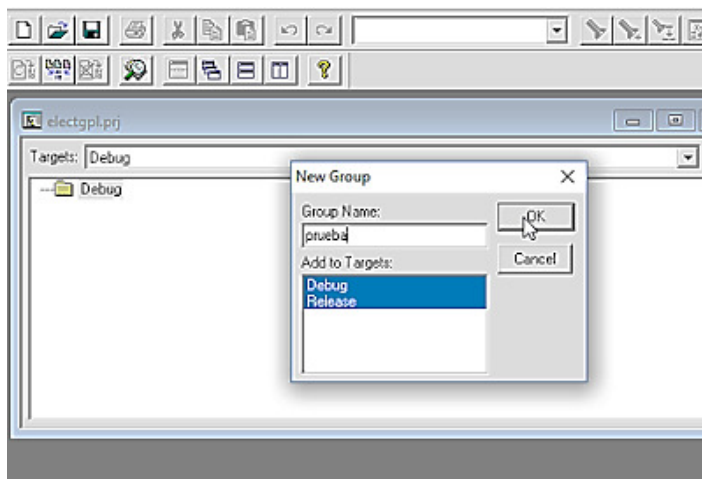 electgpl.prj
Targets: Debug
Debug
New Group
Group Name:
prueba
OK
Add to Targets:
Cancel
Debug
Release